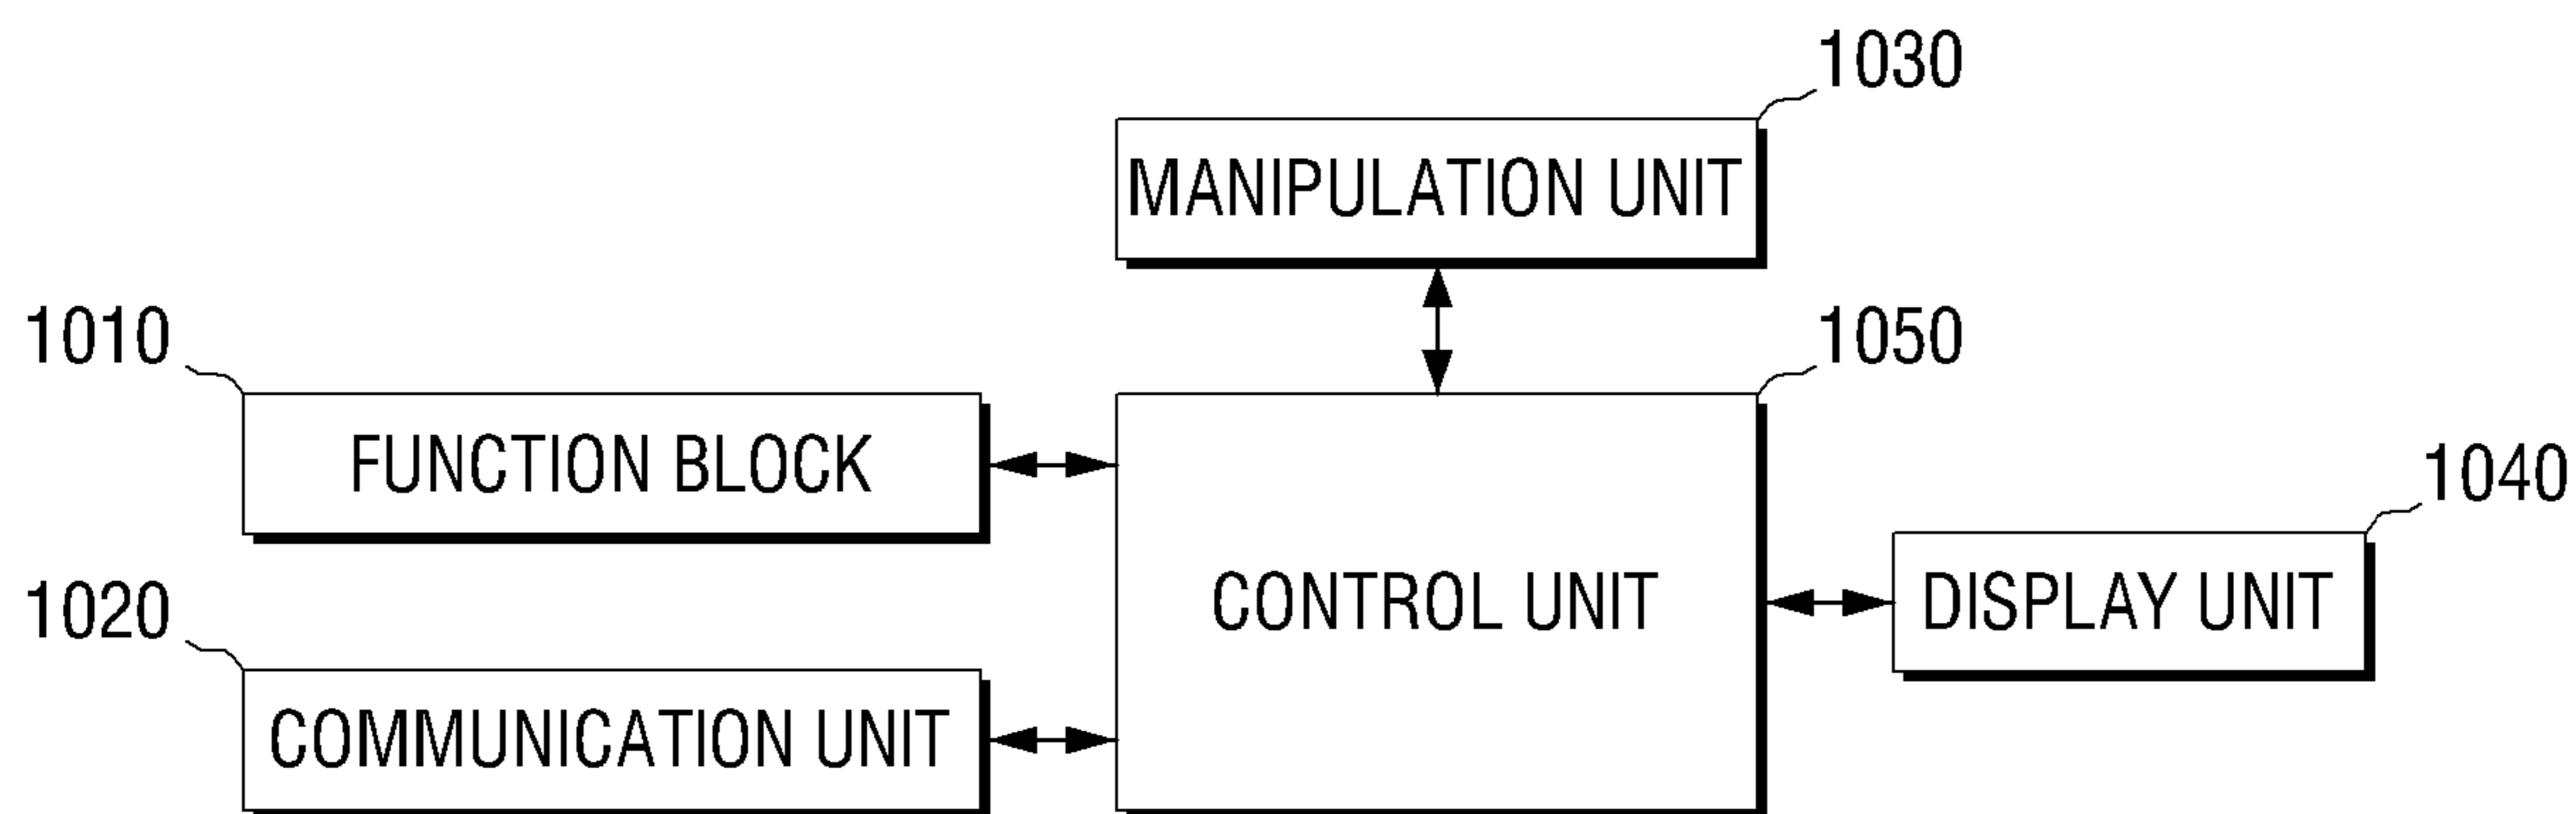 1030
MANIPULATION UNIT
1010
1050
FUNCTION BLOCK
1040
CONTROL UNIT
DISPLAY UNIT
1020
COMMUNICATION UNIT